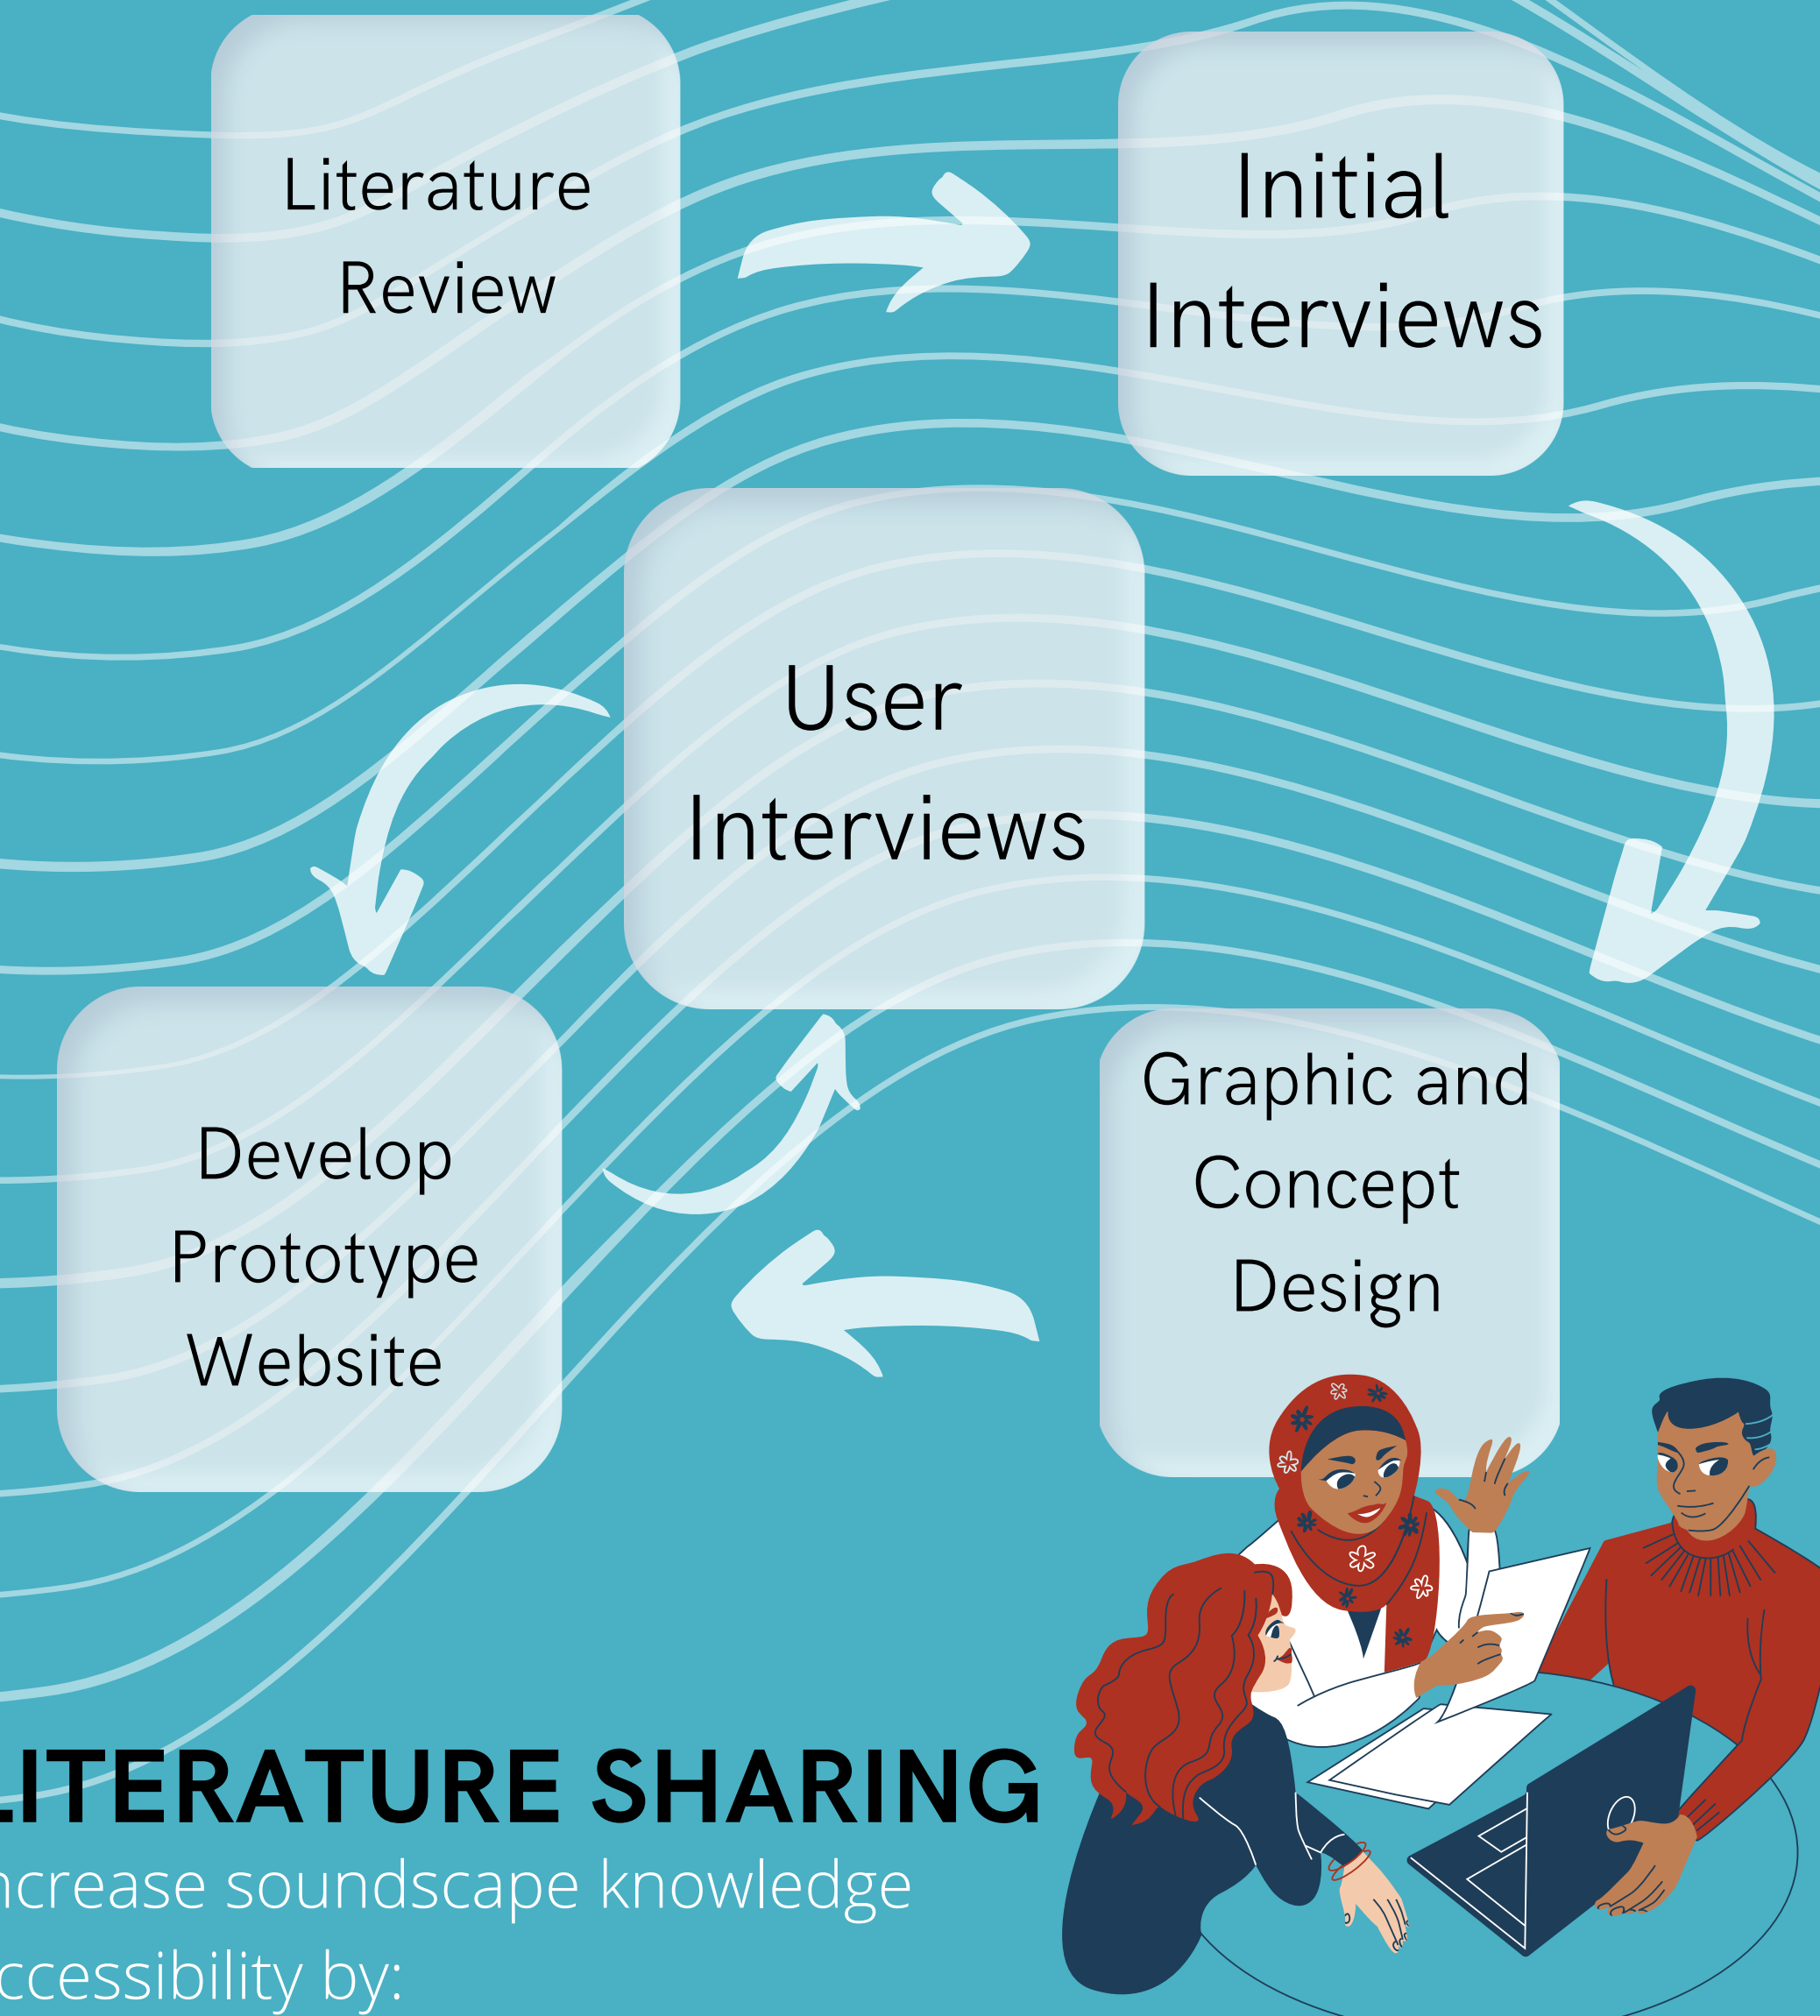 Literature
Review
Initial
Interviews
User
Interviews
Develop
Prototype
Website
Graphic and
Concept
Design
LITERATURE SHARING
ncrease soundscape knowledge
ccessibility by: